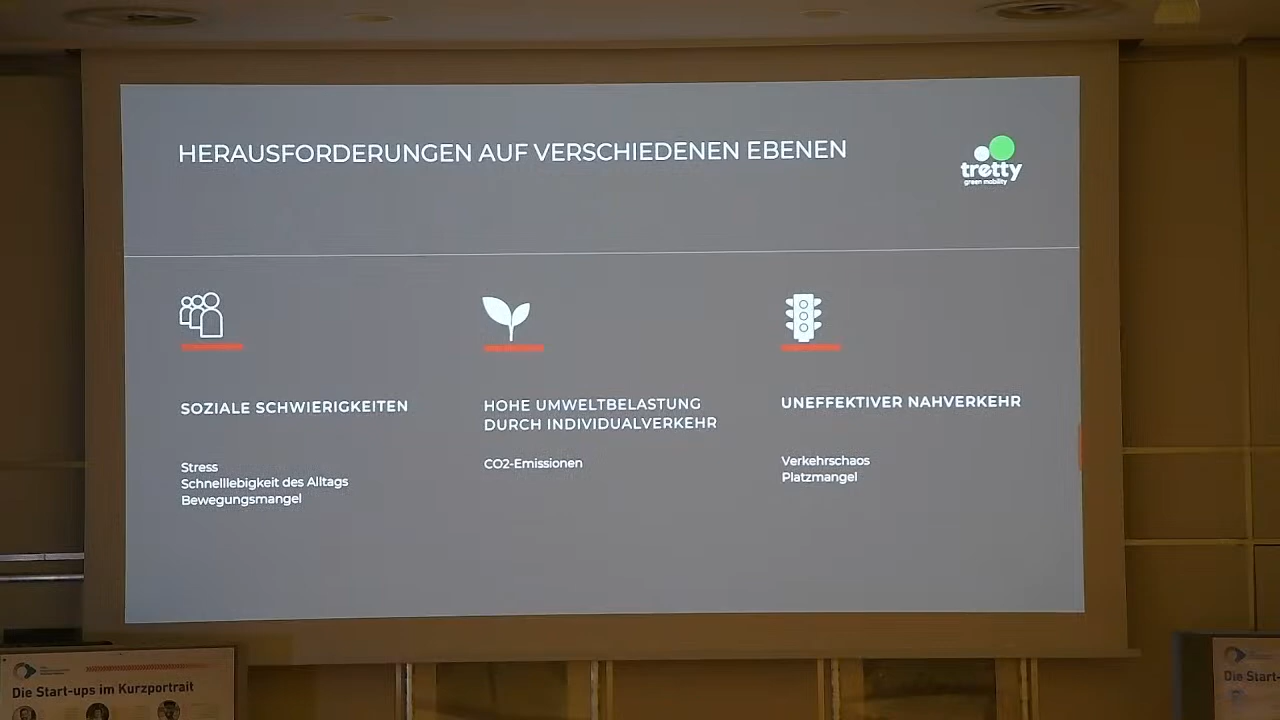 HERAUSFORDERUNGEN AUF VERSCHIEDENEN EBENEN
tretty
green mobility
SOZIALE SCHWIERIGKEITEN
Stress
Schnelllebigkeit des Alltags
Bewegungsmangel
HOHE UMWELTBELASTUNG
DURCH INDIVIDUALVERKEHR
CO2-Emissionen
UNEFFEKTIVER NAHVERKEHR
Verkehrschaos
Platzmangel
Die Start-ups im Kurzportrait
Die Start-